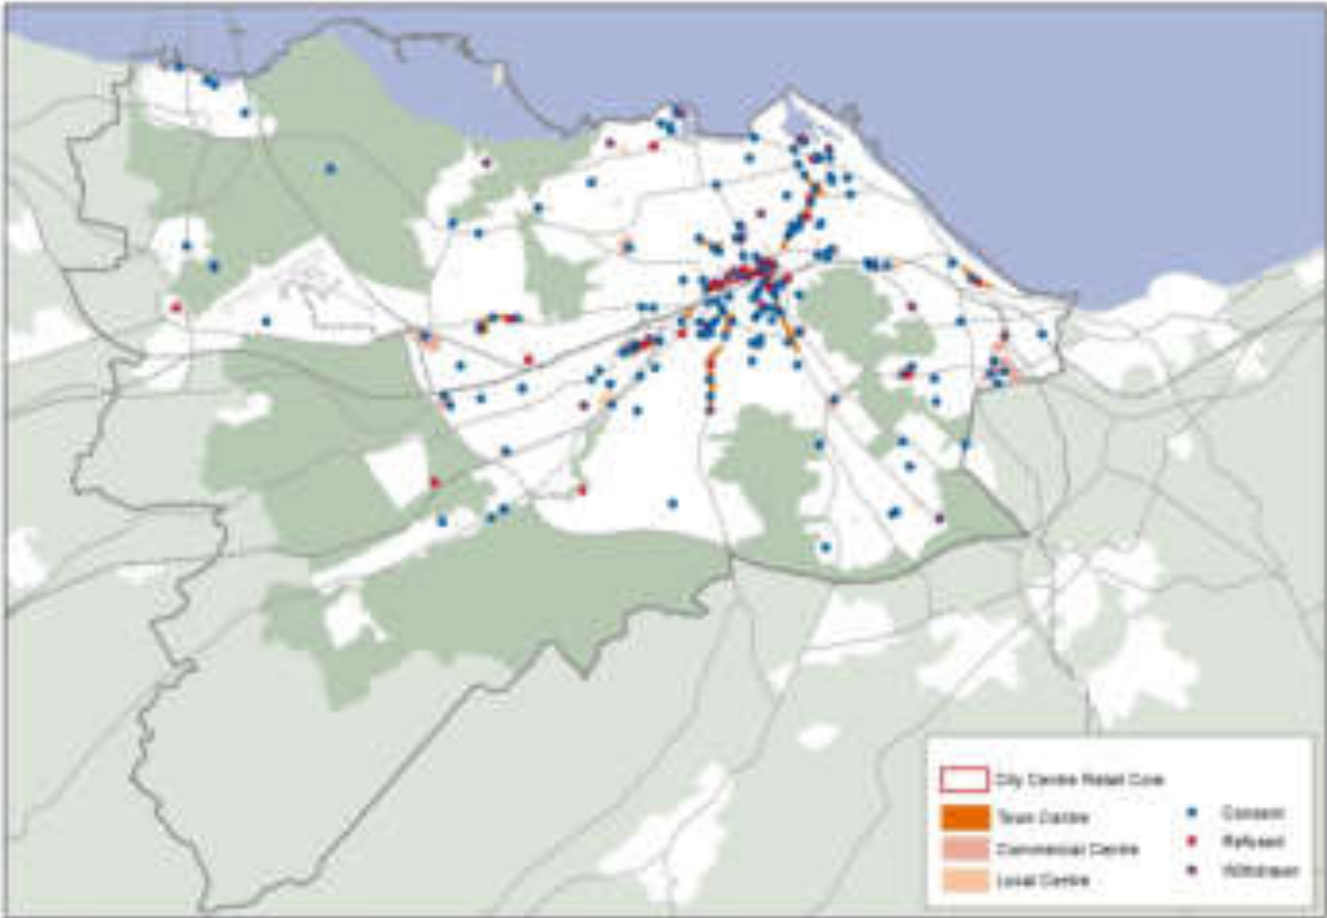 City Centre Retail Core
Town Centre
Commercial Centre
Local Centre
Consent
Refused
Withdrawn